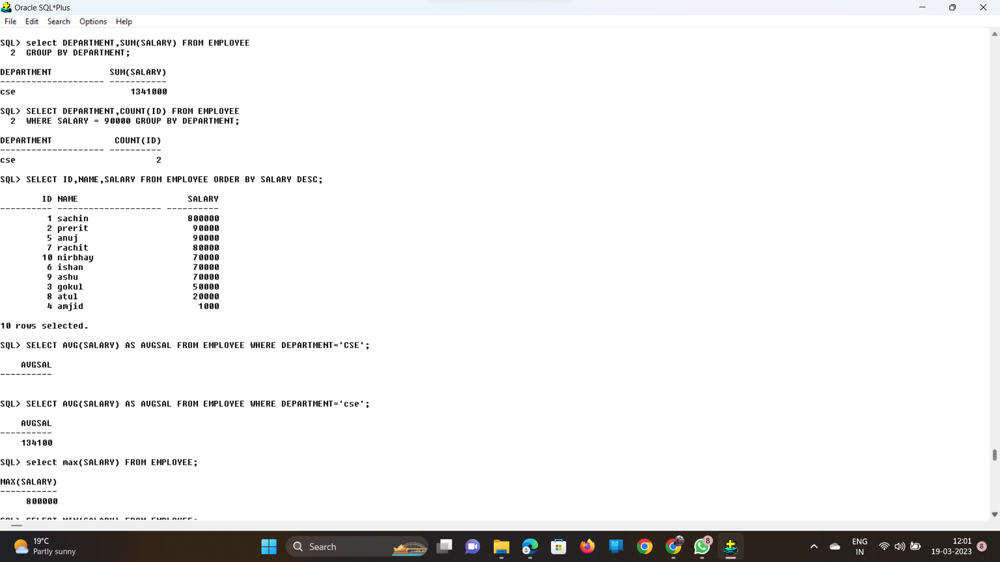 Oracle SQL*Plus
File Edit Search Options Help
SQL> select DEPARTMENT,SUM(SALARY) FROM EMPLOYEE
2 GROUP BY DEPARTMENT;
DEPARTMENT SUM(SALARY)
-------------------- -----------
cse 1341000
SQL> SELECT DEPARTMENT,COUNT(ID) FROM EMPLOYEE
2 WHERE SALARY = 90000 GROUP BY DEPARTMENT;
DEPARTMENT COUNT(ID)
-------------------- ----------
cse 2
SQL> SELECT ID,NAME,SALARY FROM EMPLOYEE ORDER BY SALARY DESC;
ID NAME SALARY
---------- -------------------- ----------
1 sachin 800000
2 prerit 90000
5 anuj 90000
7 rachit 80000
10 nirbhay 70000
6 ishan 70000
9 ashu 70000
3 gokul 50000
8 atul 20000
4 amjid 1000
10 rows selected.
SQL> SELECT AVG(SALARY) AS AVGSAL FROM EMPLOYEE WHERE DEPARTMENT='CSE';
AVGSAL
----------
SQL> SELECT AVG(SALARY) AS AVGSAL FROM EMPLOYEE WHERE DEPARTMENT='cse';
AVGSAL
----------
134100
SQL> select max(SALARY) FROM EMPLOYEE;
MAX(SALARY)
-----------
800000
SQL> SELECT MIN(SALARY) FROM EMPLOYEE;
19°C
Partly sunny
Search
8
ENG
IN
12:01
19-03-2023
8